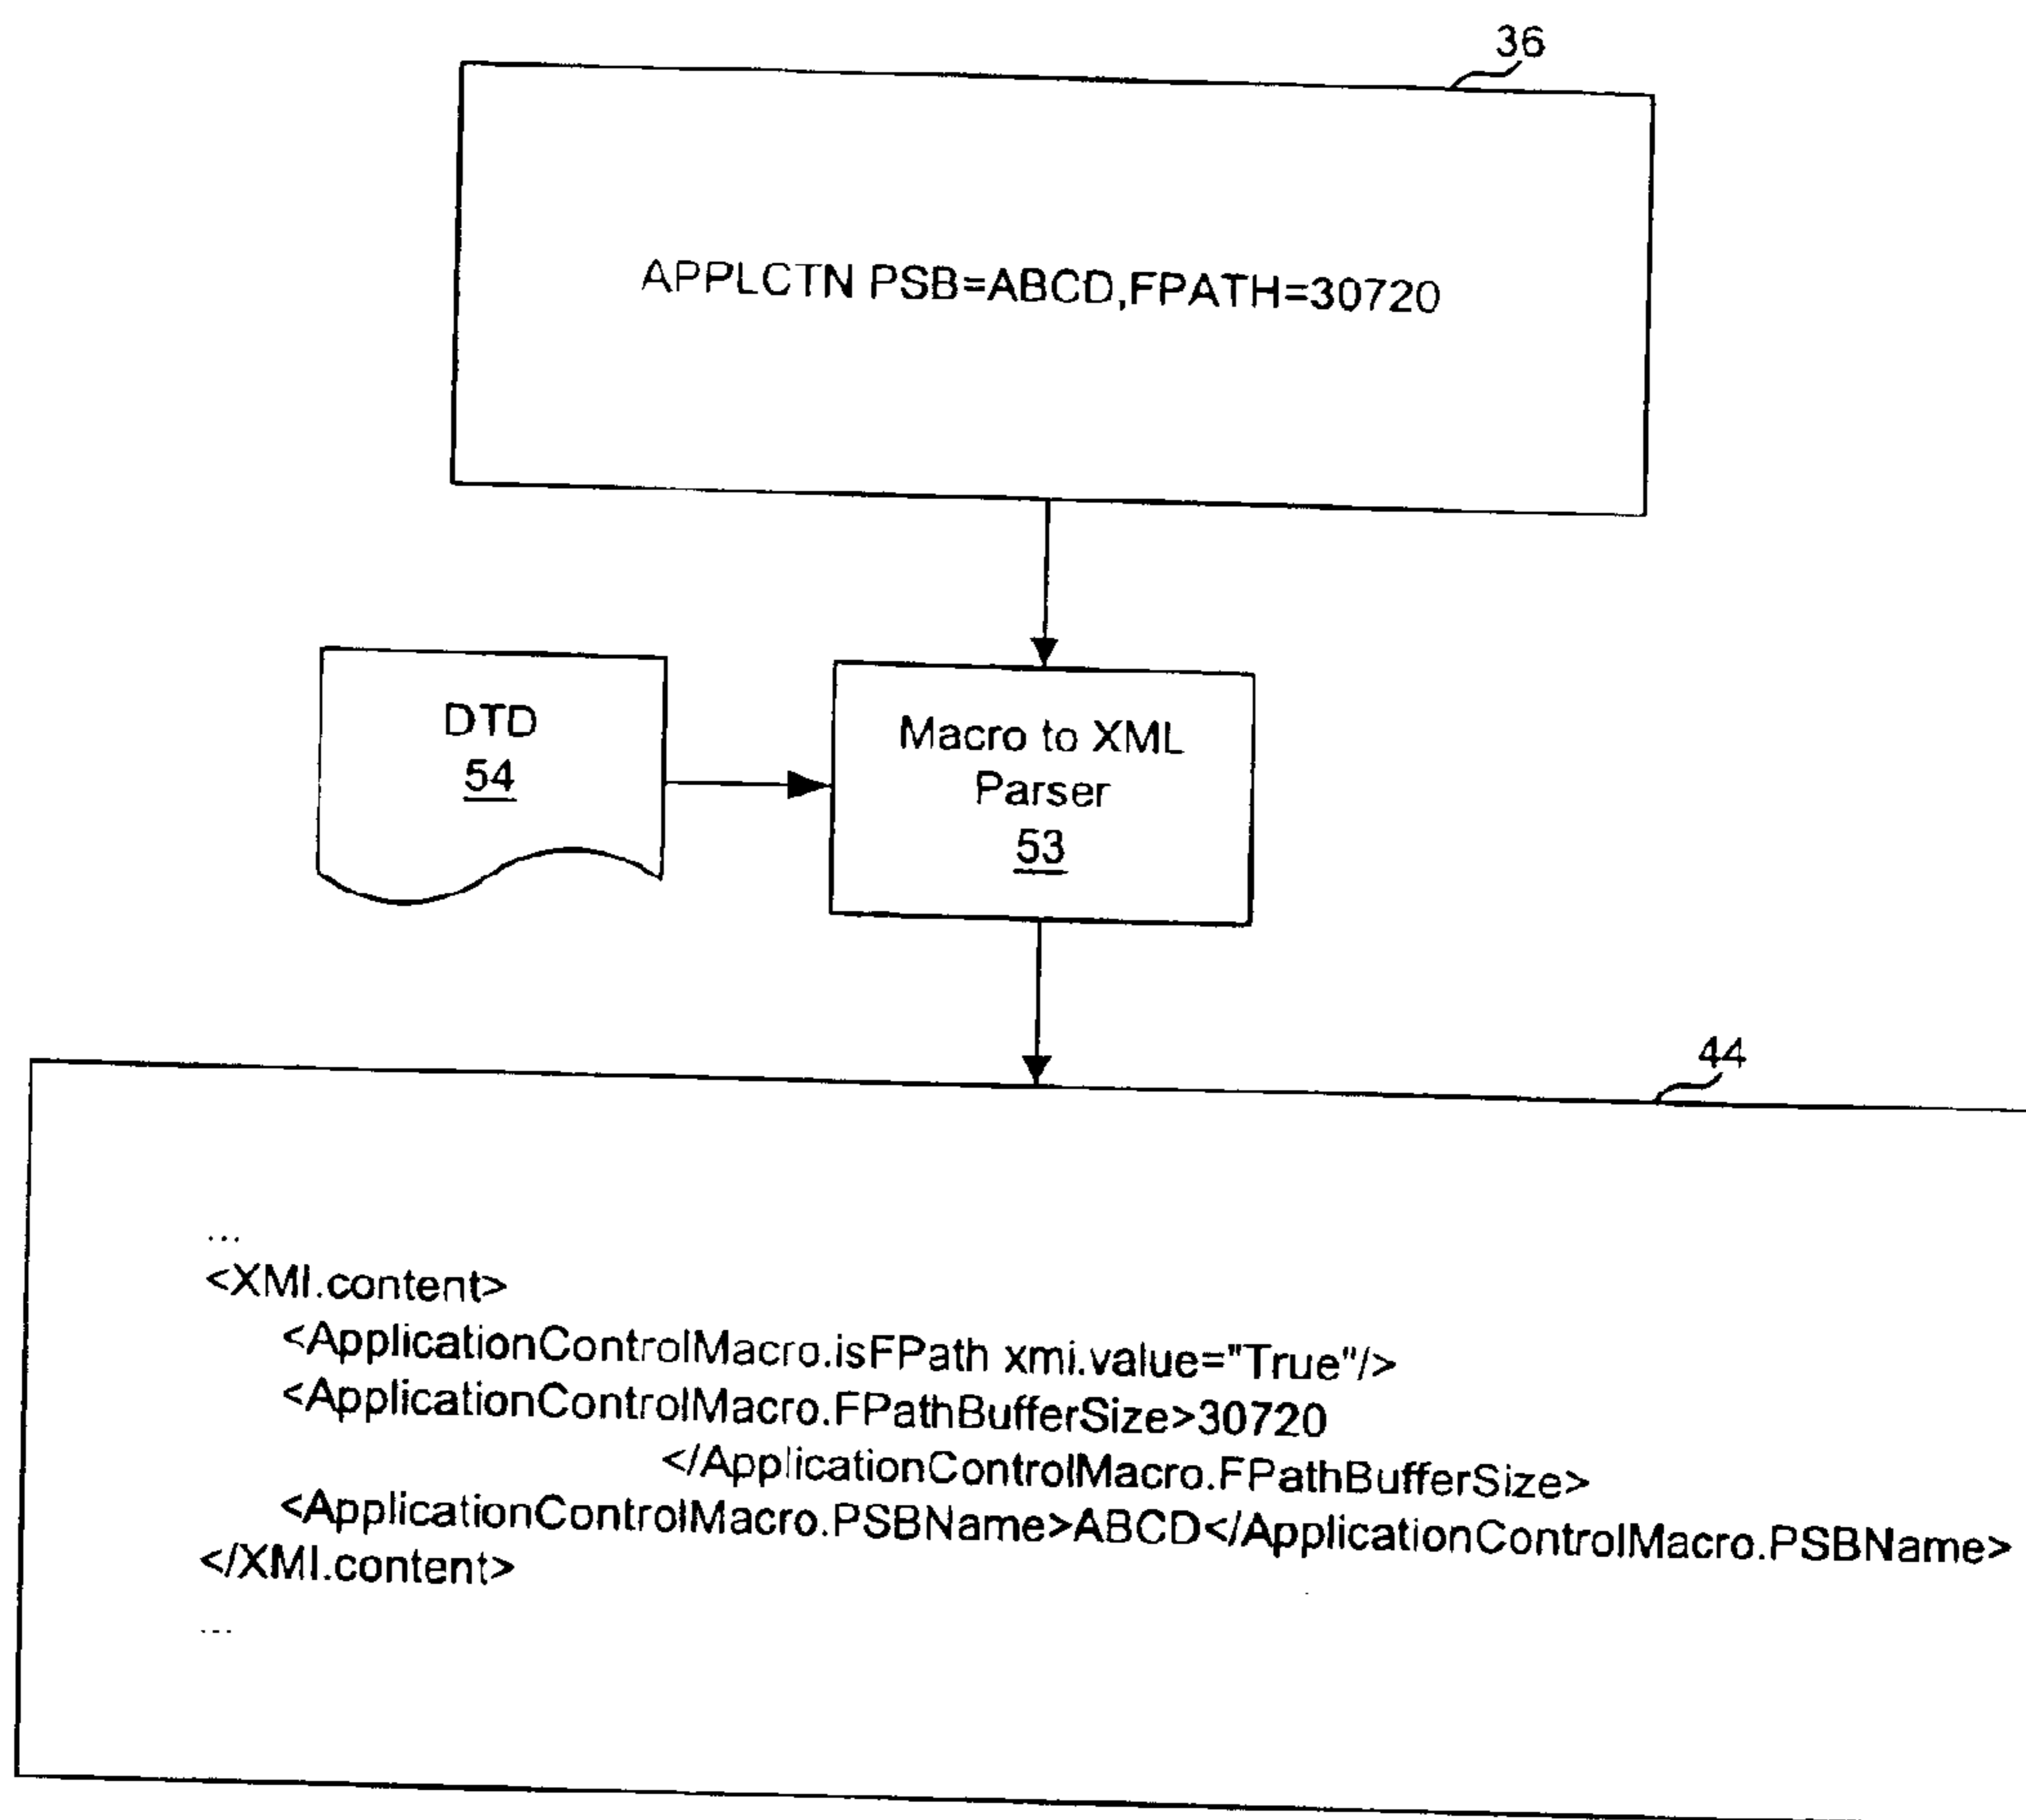 36
APPLCTN PSB=ABCD,FPATH=30720
DTD
54
Macro to XML
Parser
53
44
...
<XMI.content>
<ApplicationControlMacro.isFPath xmi.value="True"/>
<ApplicationControlMacro.FPathBufferSize>30720
</ApplicationControlMacro.FPathBufferSize>
<ApplicationControlMacro.PSBName>ABCD</ApplicationControlMacro.PSBName>
</XMI.content>
...